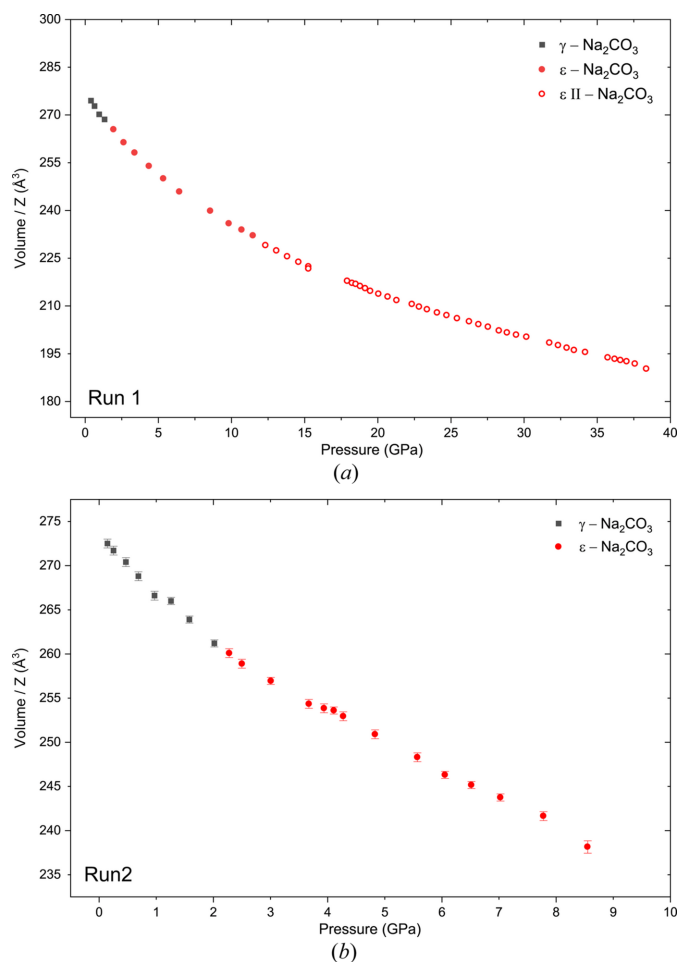 300
285
270
255
240
225
210
195
180
Volume / Z (Å³)
γ – Na₂CO₃
ε – Na₂CO₃
ε II – Na₂CO₃
Run 1
0 5 10 15 20 25 30 35 40
Pressure (GPa)
(a)
275
270
265
260
255
250
245
240
235
Volume / Z (Å³)
γ – Na₂CO₃
ε – Na₂CO₃
Run2
0 1 2 3 4 5 6 7 8 9 10
Pressure (GPa)
(b)